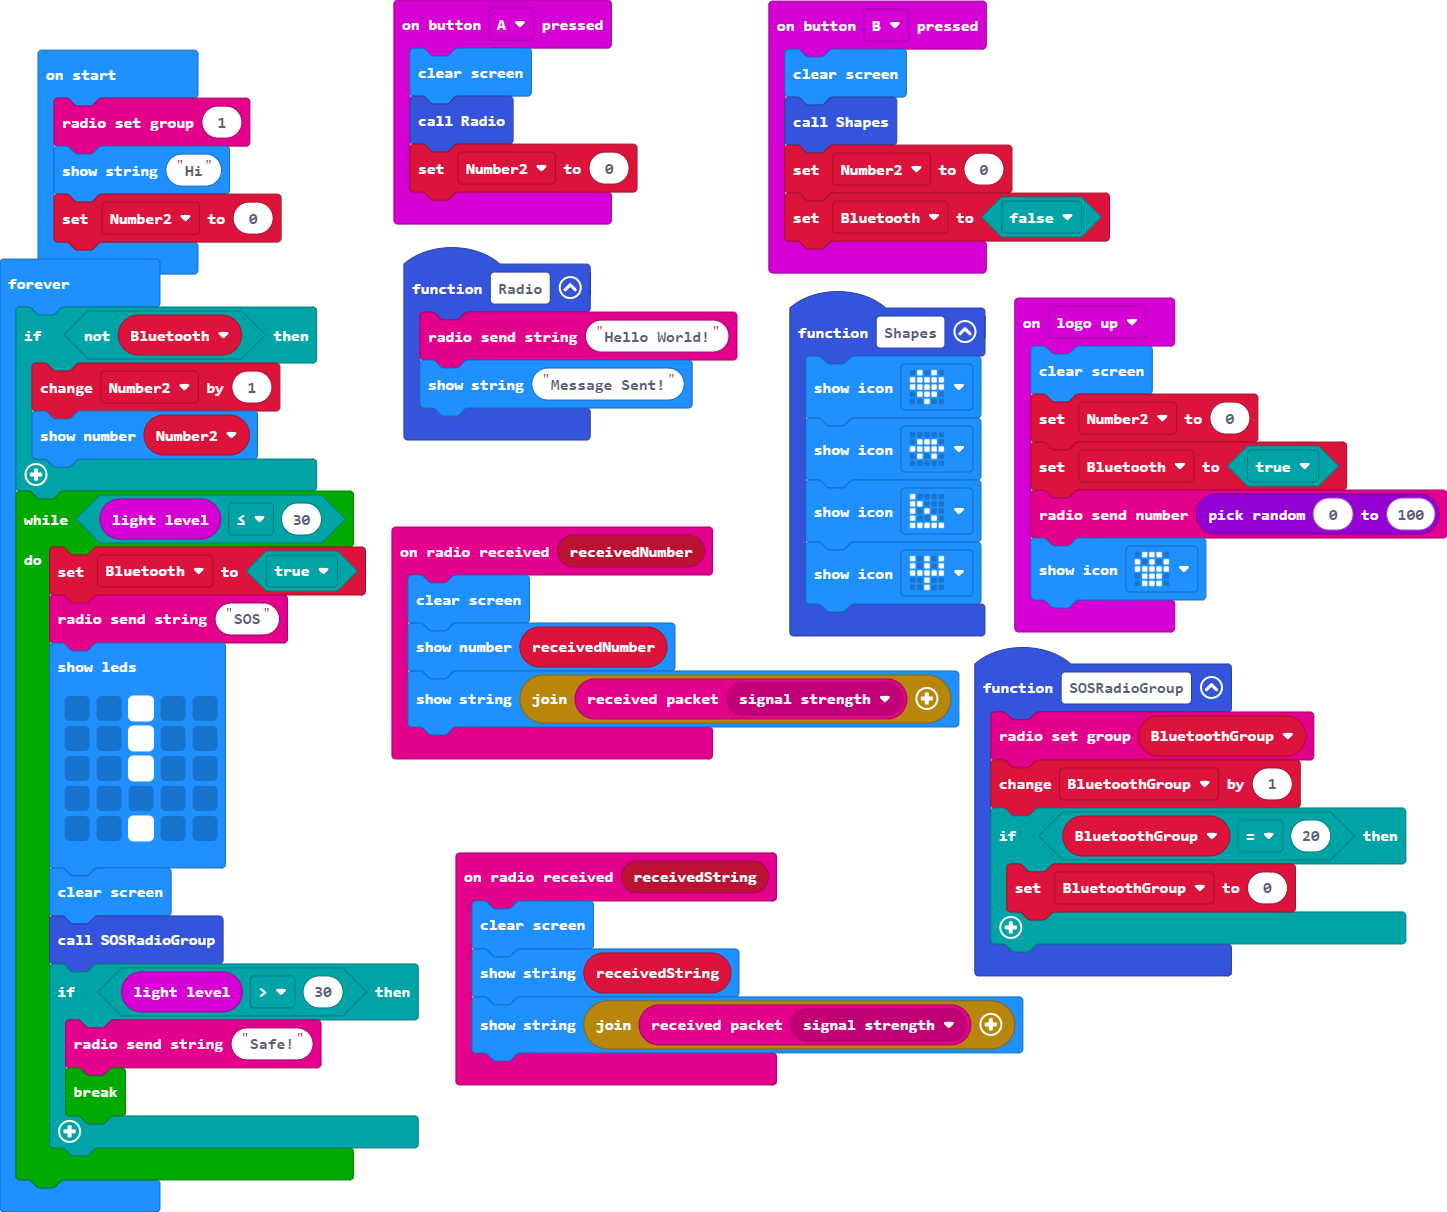 on start
radio set group 1
show string "Hi"
set Number2 to 0
forever
if not Bluetooth then
change Number2 by 1
show number Number2
while light level ≤ 30
do set Bluetooth to true
radio send string "SOS"
show leds
clear screen
call SOSRadioGroup
if light level > 30 then
radio send string "Safe!"
break
on button A pressed
clear screen
call Radio
set Number2 to 0
function Radio
radio send string "Hello World!"
show string "Message Sent!"
on radio received receivedNumber
clear screen
show number receivedNumber
show string join received packet signal strength
on radio received receivedString
clear screen
show string receivedString
show string join received packet signal strength
on button B pressed
clear screen
call Shapes
set Number2 to 0
set Bluetooth to false
function Shapes
show icon
show icon
show icon
show icon
on logo up
clear screen
set Number2 to 0
set Bluetooth to true
radio send number pick random 0 to 100
show icon
function SOSRadioGroup
radio set group BluetoothGroup
change BluetoothGroup by 1
if BluetoothGroup = 20 then
set BluetoothGroup to 0